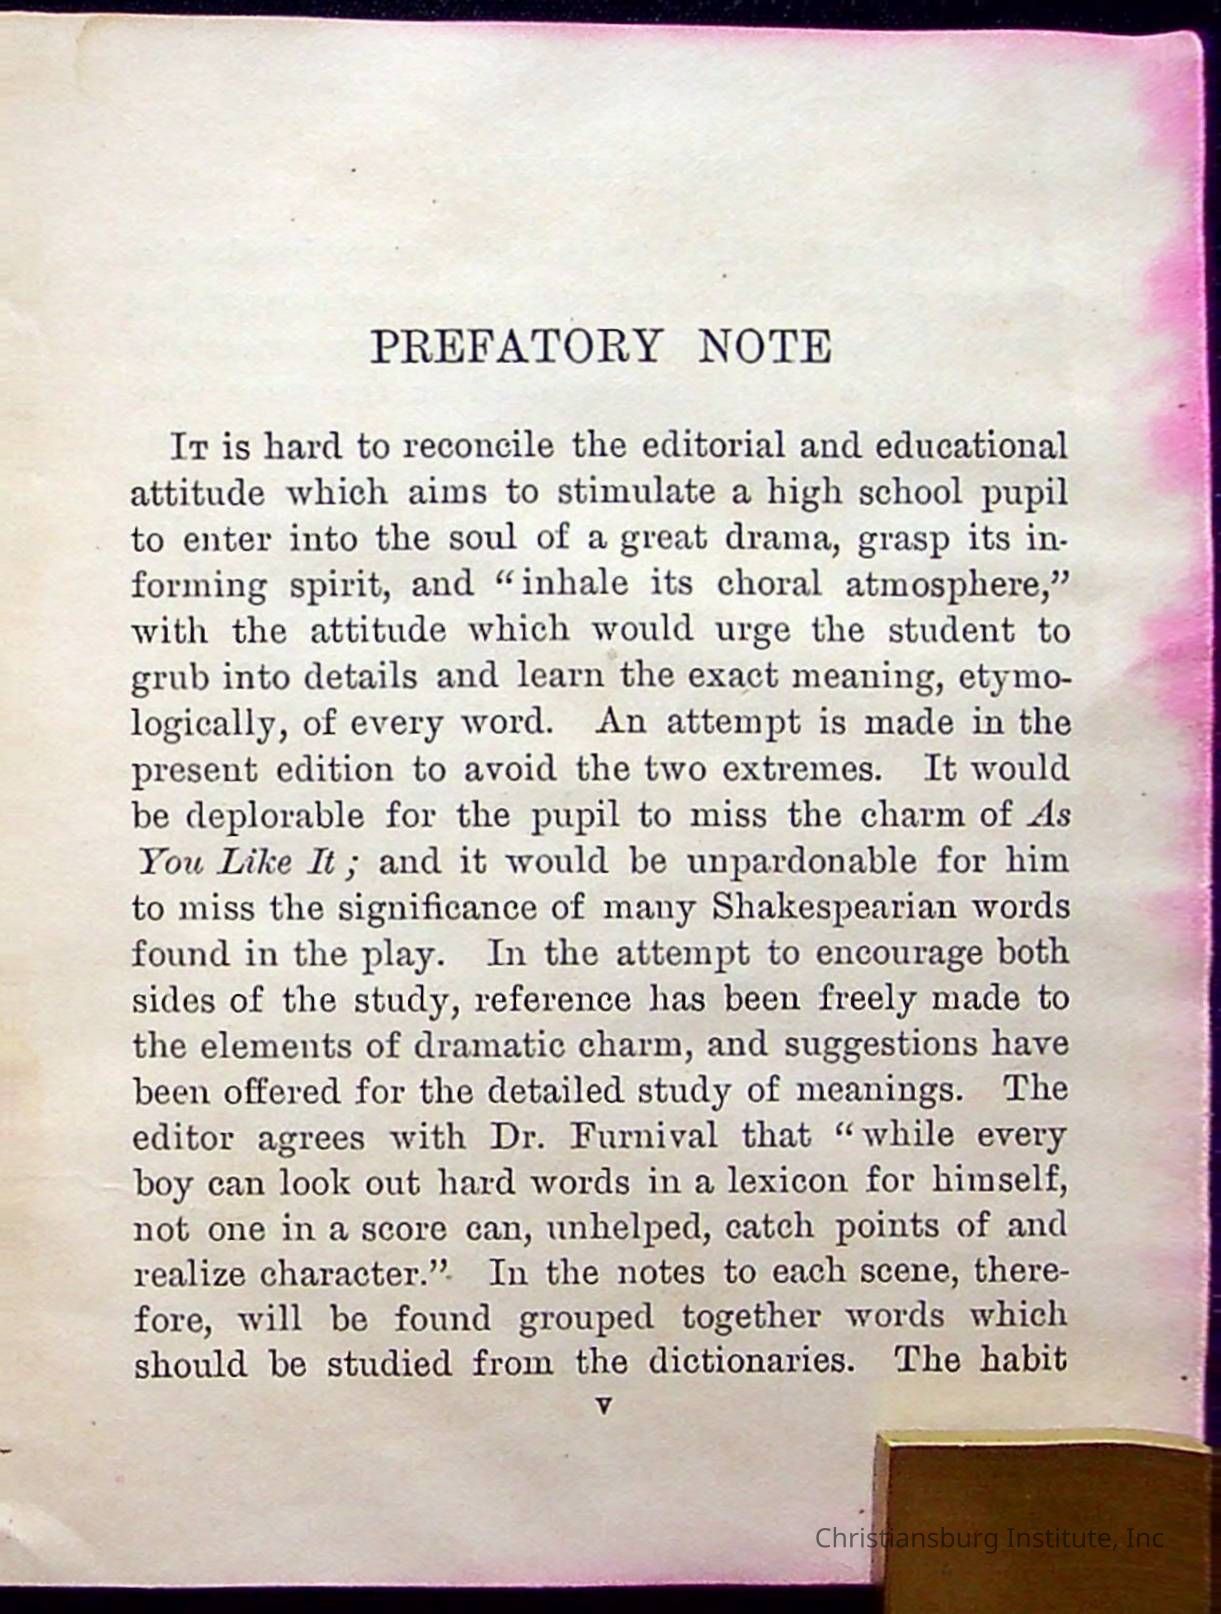 PREFATORY NOTE
It is hard to reconcile the editorial and educational
attitude which aims to stimulate a high school pupil
to enter into the soul of a great drama, grasp its in-
forming spirit, and “inhale its choral atmosphere,”
with the attitude which would urge the student to
grub into details and learn the exact meaning, etymo-
logically, of every word. An attempt is made in the
present edition to avoid the two extremes. It would
be deplorable for the pupil to miss the charm of As
You Like It; and it would be unpardonable for him
to miss the significance of many Shakespearian words
found in the play. In the attempt to encourage both
sides of the study, reference has been freely made to
the elements of dramatic charm, and suggestions have
been offered for the detailed study of meanings. The
editor agrees with Dr. Furnival that “while every
boy can look out hard words in a lexicon for himself,
not one in a score can, unhelped, catch points of and
realize character.” In the notes to each scene, there-
fore, will be found grouped together words which
should be studied from the dictionaries. The habit
v
Christiansburg Institute, Inc